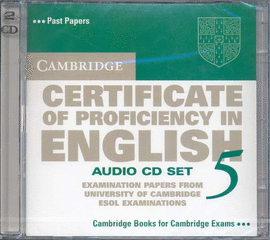 2
CD
••• Past Papers
CAMBRIDGE
CERTIFICATE
OF PROFICIENCY IN
ENGLISH
5
AUDIO CD SET
EXAMINATION PAPERS FROM
UNIVERSITY OF CAMBRIDGE
ESOL EXAMINATIONS
Cambridge Books for Cambridge Exams •••